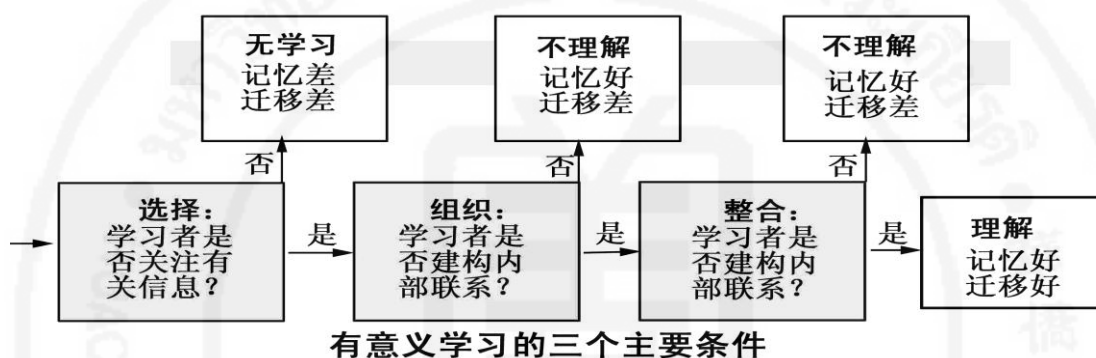 无学习
记忆差
迁移差
不理解
记忆好
迁移差
不理解
记忆好
迁移差
否
否
否
选择：
学习者是
否关注有
关信息？
是
组织：
学习者是
否建构内
部联系？
是
整合：
学习者是
否建构内
部联系？
是
理解
记忆好
迁移好
有意义学习的三个主要条件